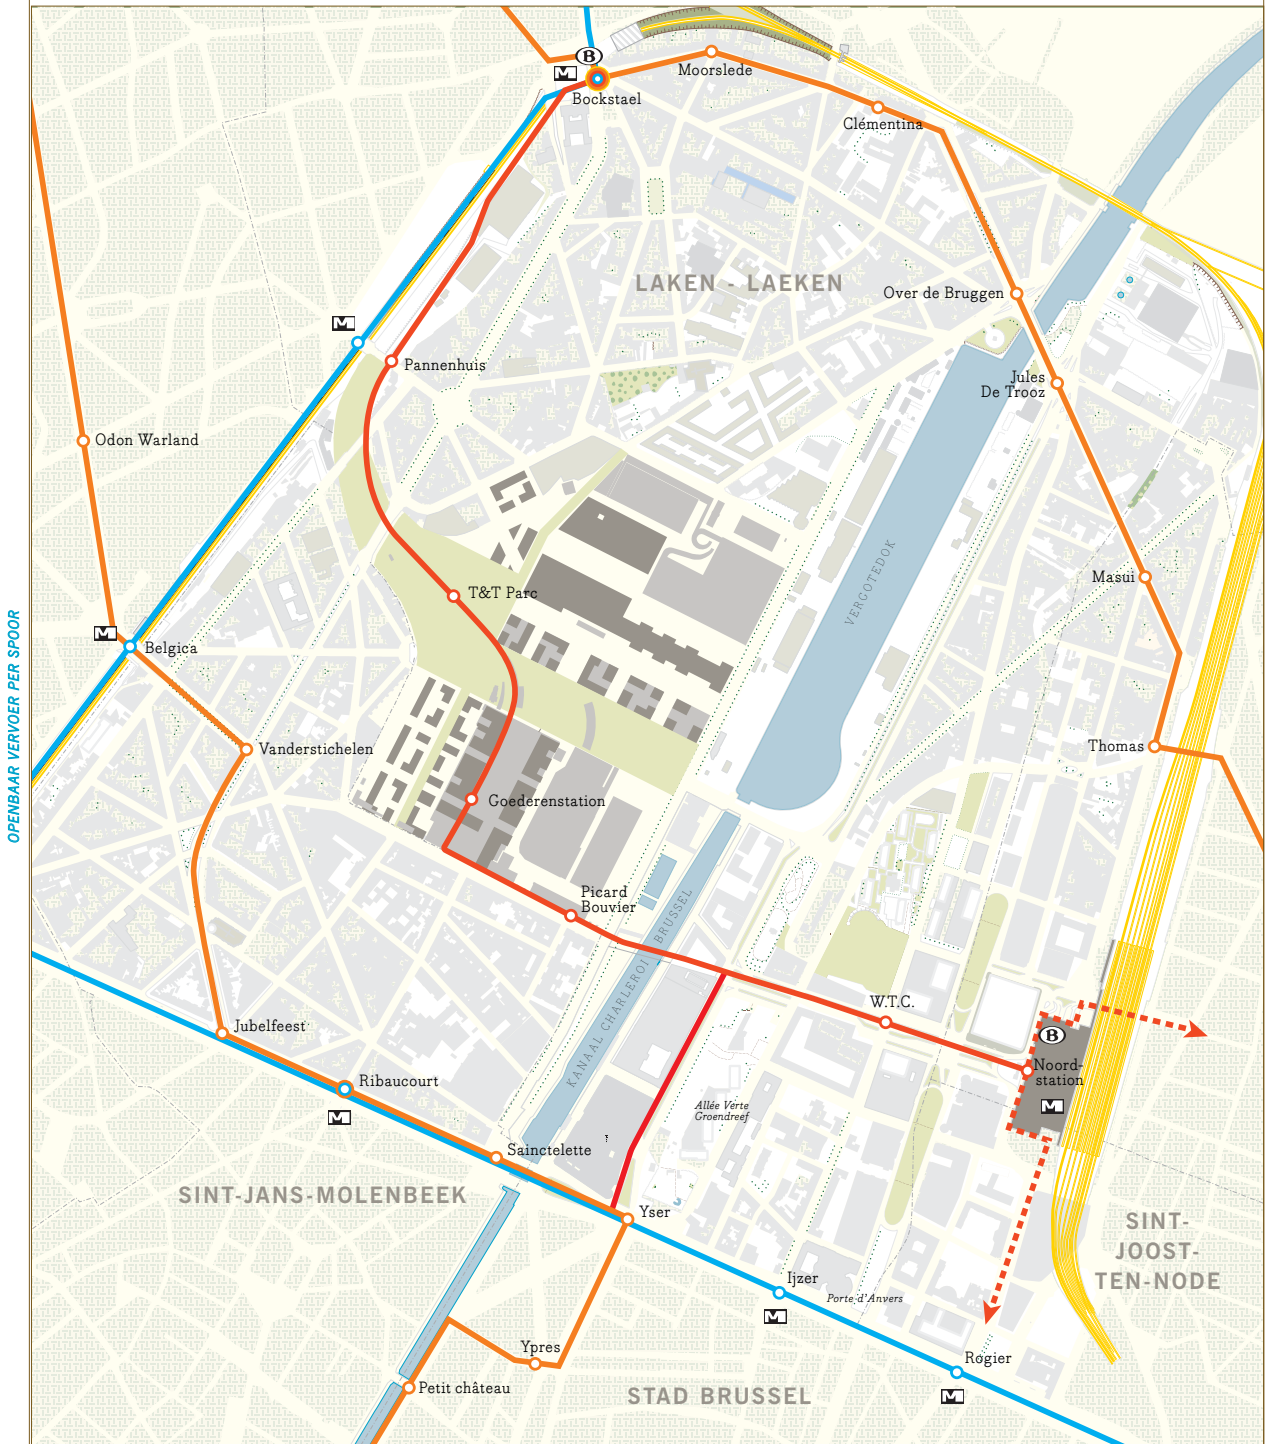 B
M
Bockstael
Moorslede
Clémentina
LAKEN - LAEKEN
Over de Bruggen
M
Pannenhuis
Jules
De Trooz
Odon Warland
VERGOTEDOK
Masui
T&T Parc
OPENBAAR VERVOER PER SPOOR
M
Belgica
Vanderstichelen
Thomas
Goederenstation
Picard
Bouvier
KANAAL CHARLEROI - BRUSSEL
W.T.C.
Jubelfeest
B
Noord-
station
M
Ribaucourt
M
Allée Verte
Groendreef
Sainctelette
SINT-JANS-MOLENBEEK
Yser
SINT-
JOOST-
TEN-NODE
Ijzer
M
Porte d'Anvers
Ypres
Rogier
M
Petit château
STAD BRUSSEL